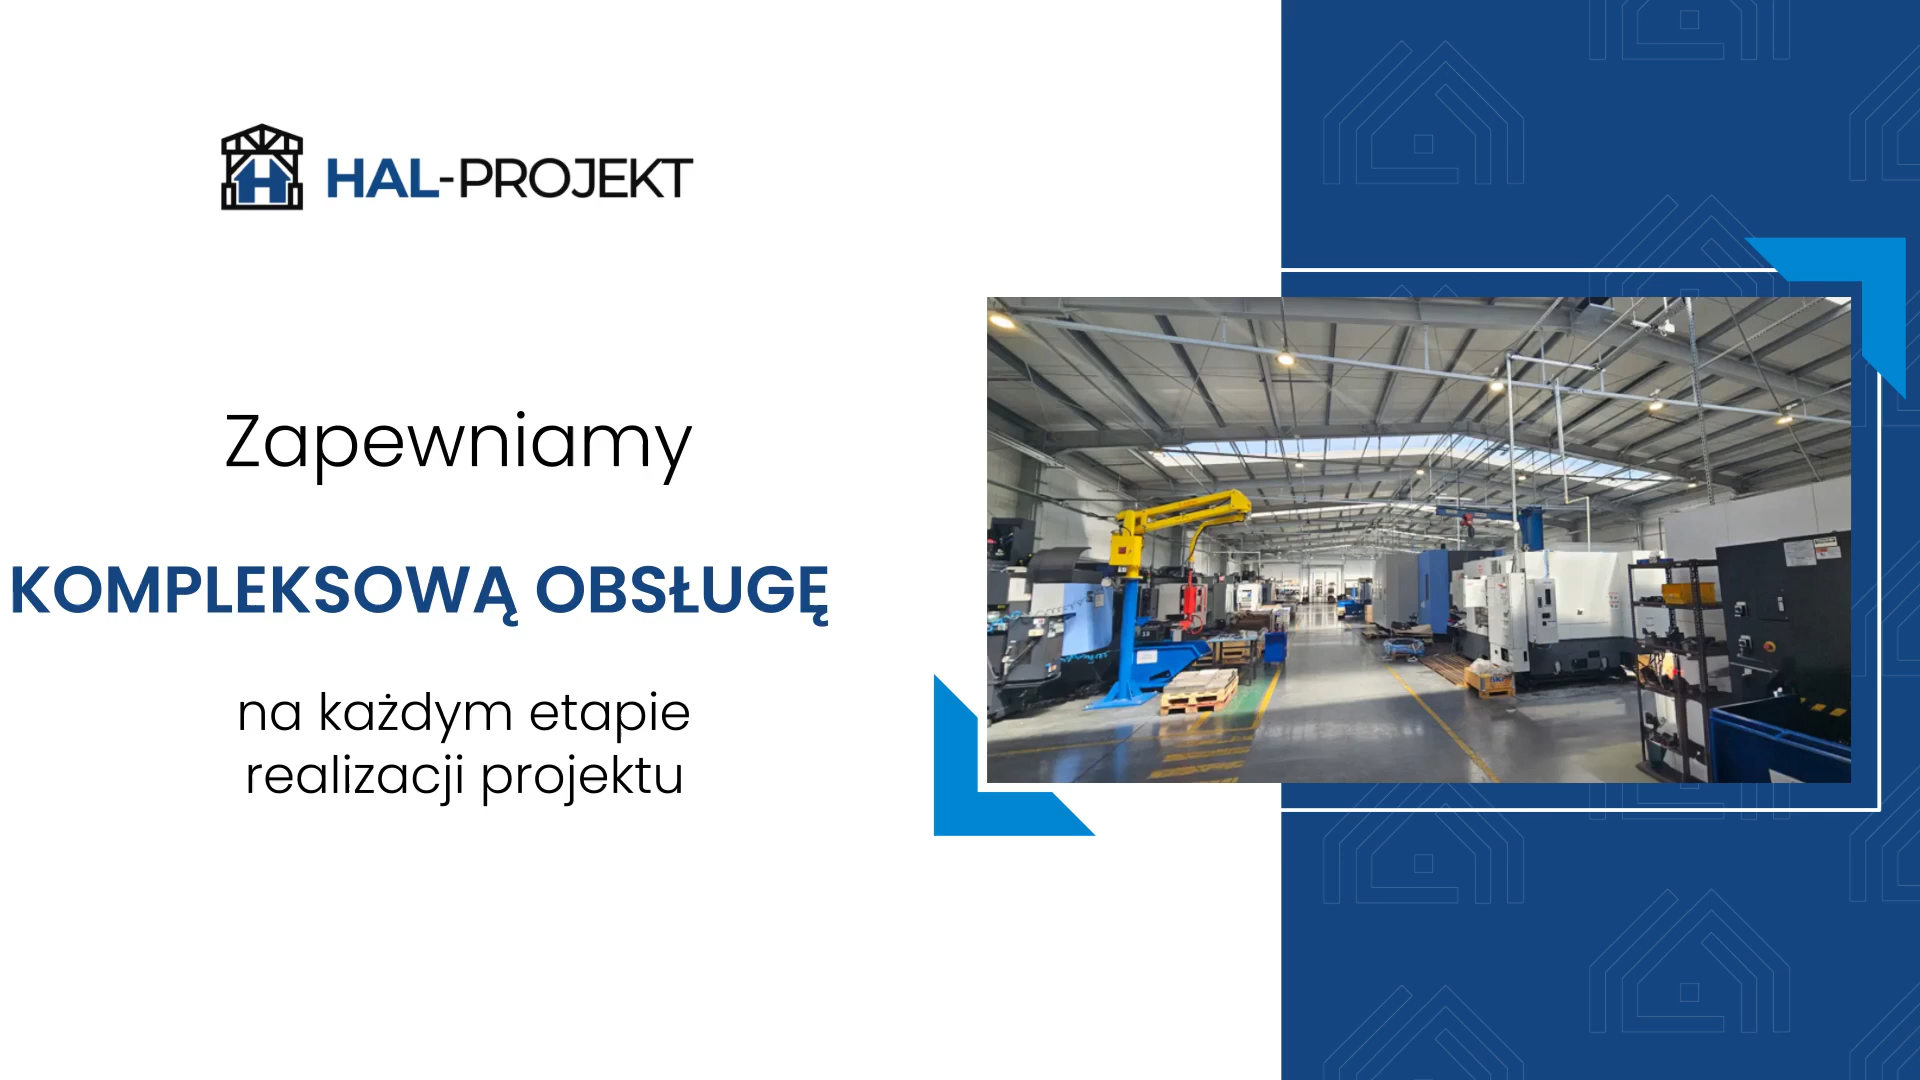 HAL-PROJEKT
Zapewniamy
KOMPLEKSOWĄ OBSŁUGĘ
na każdym etapie
realizacji projektu